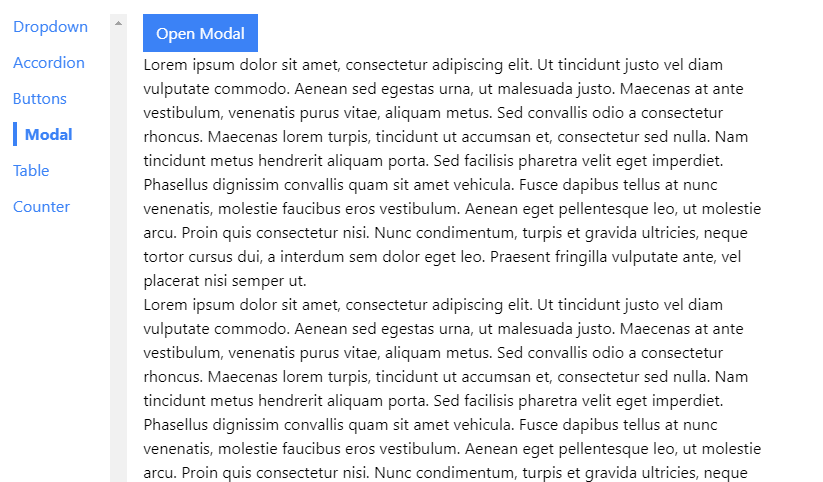 Dropdown
Accordion
Buttons
Modal
Table
Counter
Open Modal
Lorem ipsum dolor sit amet, consectetur adipiscing elit. Ut tincidunt justo vel diam
vulputate commodo. Aenean sed egestas urna, ut malesuada justo. Maecenas at ante
vestibulum, venenatis purus vitae, aliquam metus. Sed convallis odio a consectetur
rhoncus. Maecenas lorem turpis, tincidunt ut accumsan et, consectetur sed nulla. Nam
tincidunt metus hendrerit aliquam porta. Sed facilisis pharetra velit eget imperdiet.
Phasellus dignissim convallis quam sit amet vehicula. Fusce dapibus tellus at nunc
venenatis, molestie faucibus eros vestibulum. Aenean eget pellentesque leo, ut molestie
arcu. Proin quis consectetur nisi. Nunc condimentum, turpis et gravida ultricies, neque
tortor cursus dui, a interdum sem dolor eget leo. Praesent fringilla vulputate ante, vel
placerat nisi semper ut.
Lorem ipsum dolor sit amet, consectetur adipiscing elit. Ut tincidunt justo vel diam
vulputate commodo. Aenean sed egestas urna, ut malesuada justo. Maecenas at ante
vestibulum, venenatis purus vitae, aliquam metus. Sed convallis odio a consectetur
rhoncus. Maecenas lorem turpis, tincidunt ut accumsan et, consectetur sed nulla. Nam
tincidunt metus hendrerit aliquam porta. Sed facilisis pharetra velit eget imperdiet.
Phasellus dignissim convallis quam sit amet vehicula. Fusce dapibus tellus at nunc
venenatis, molestie faucibus eros vestibulum. Aenean eget pellentesque leo, ut molestie
arcu. Proin quis consectetur nisi. Nunc condimentum, turpis et gravida ultricies, neque